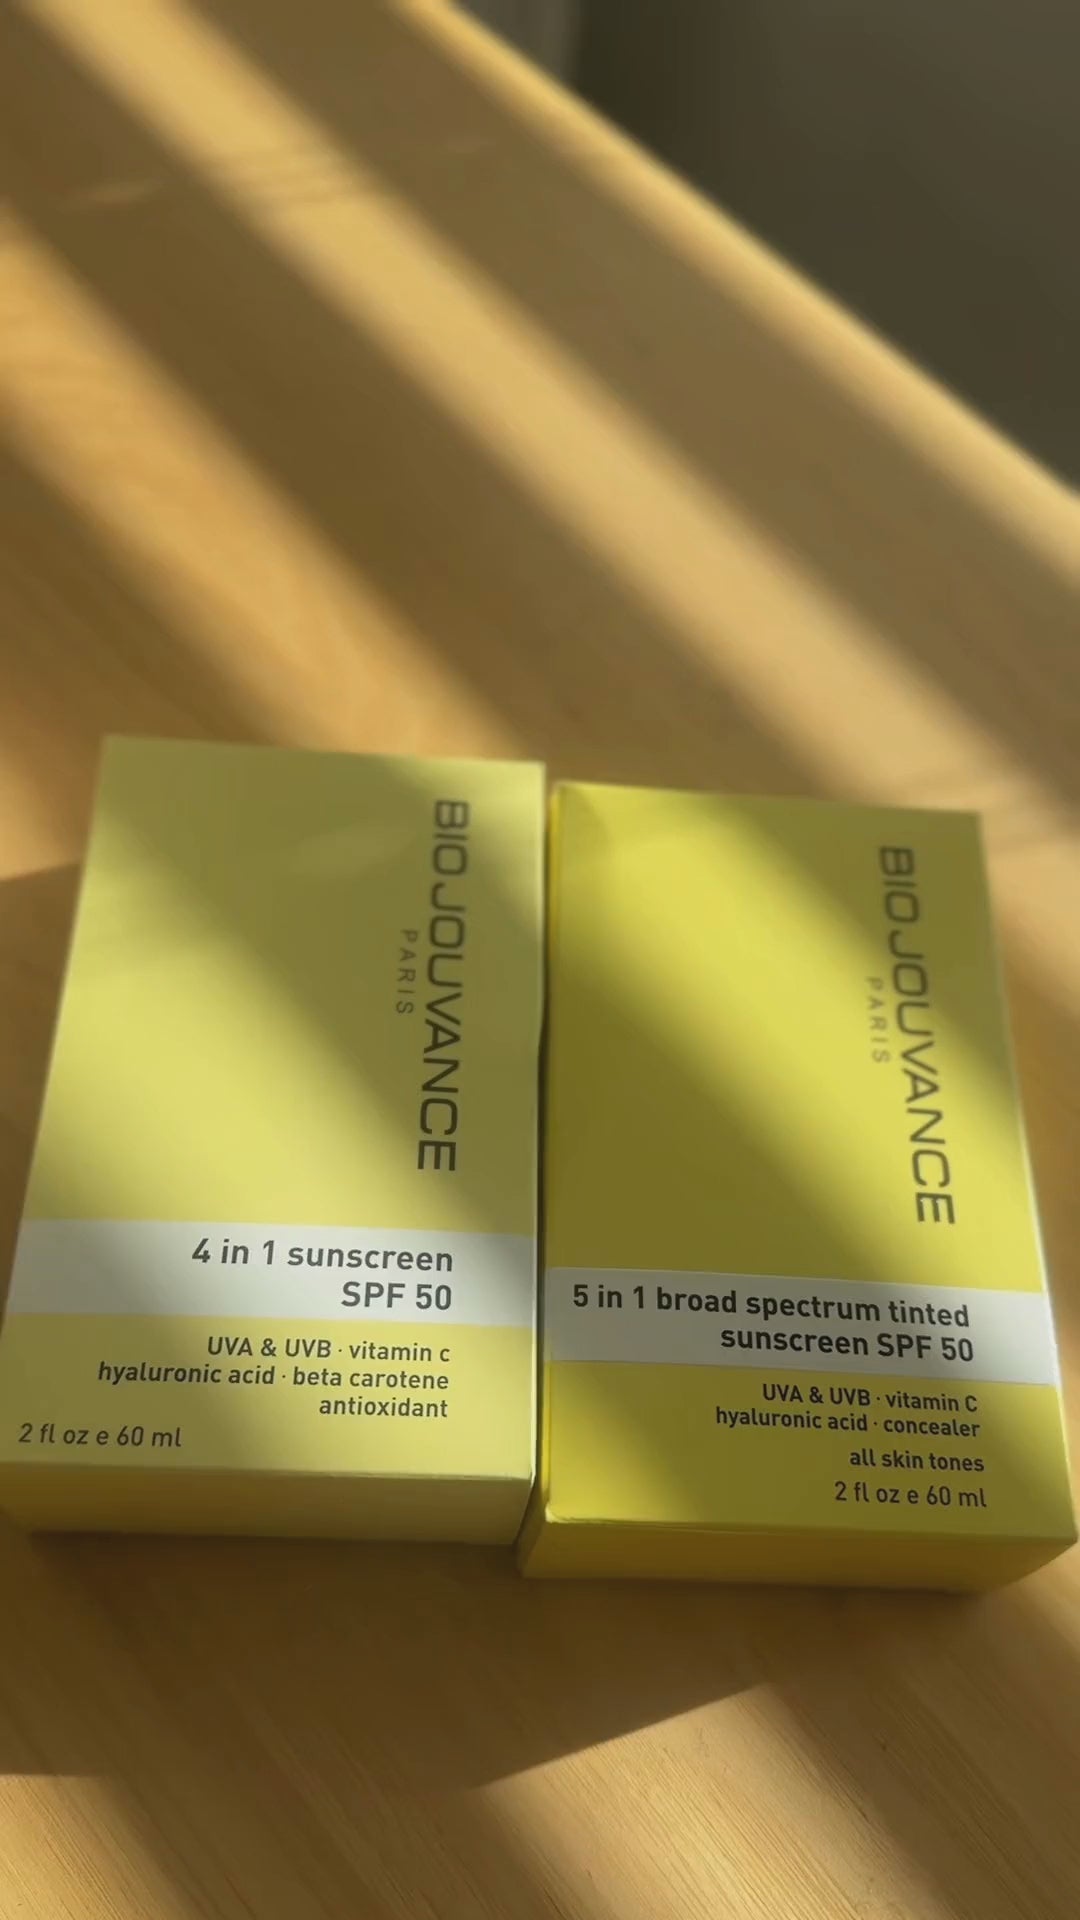 BIOJOUVANCE
PARIS
4 in 1 sunscreen
SPF 50
UVA & UVB · vitamin c
hyaluronic acid · beta carotene
antioxidant
2 fl oz e 60 ml
BIOJOUVANCE
PARIS
5 in 1 broad spectrum tinted
sunscreen SPF 50
UVA & UVB · vitamin C
hyaluronic acid · concealer
all skin tones
2 fl oz e 60 ml